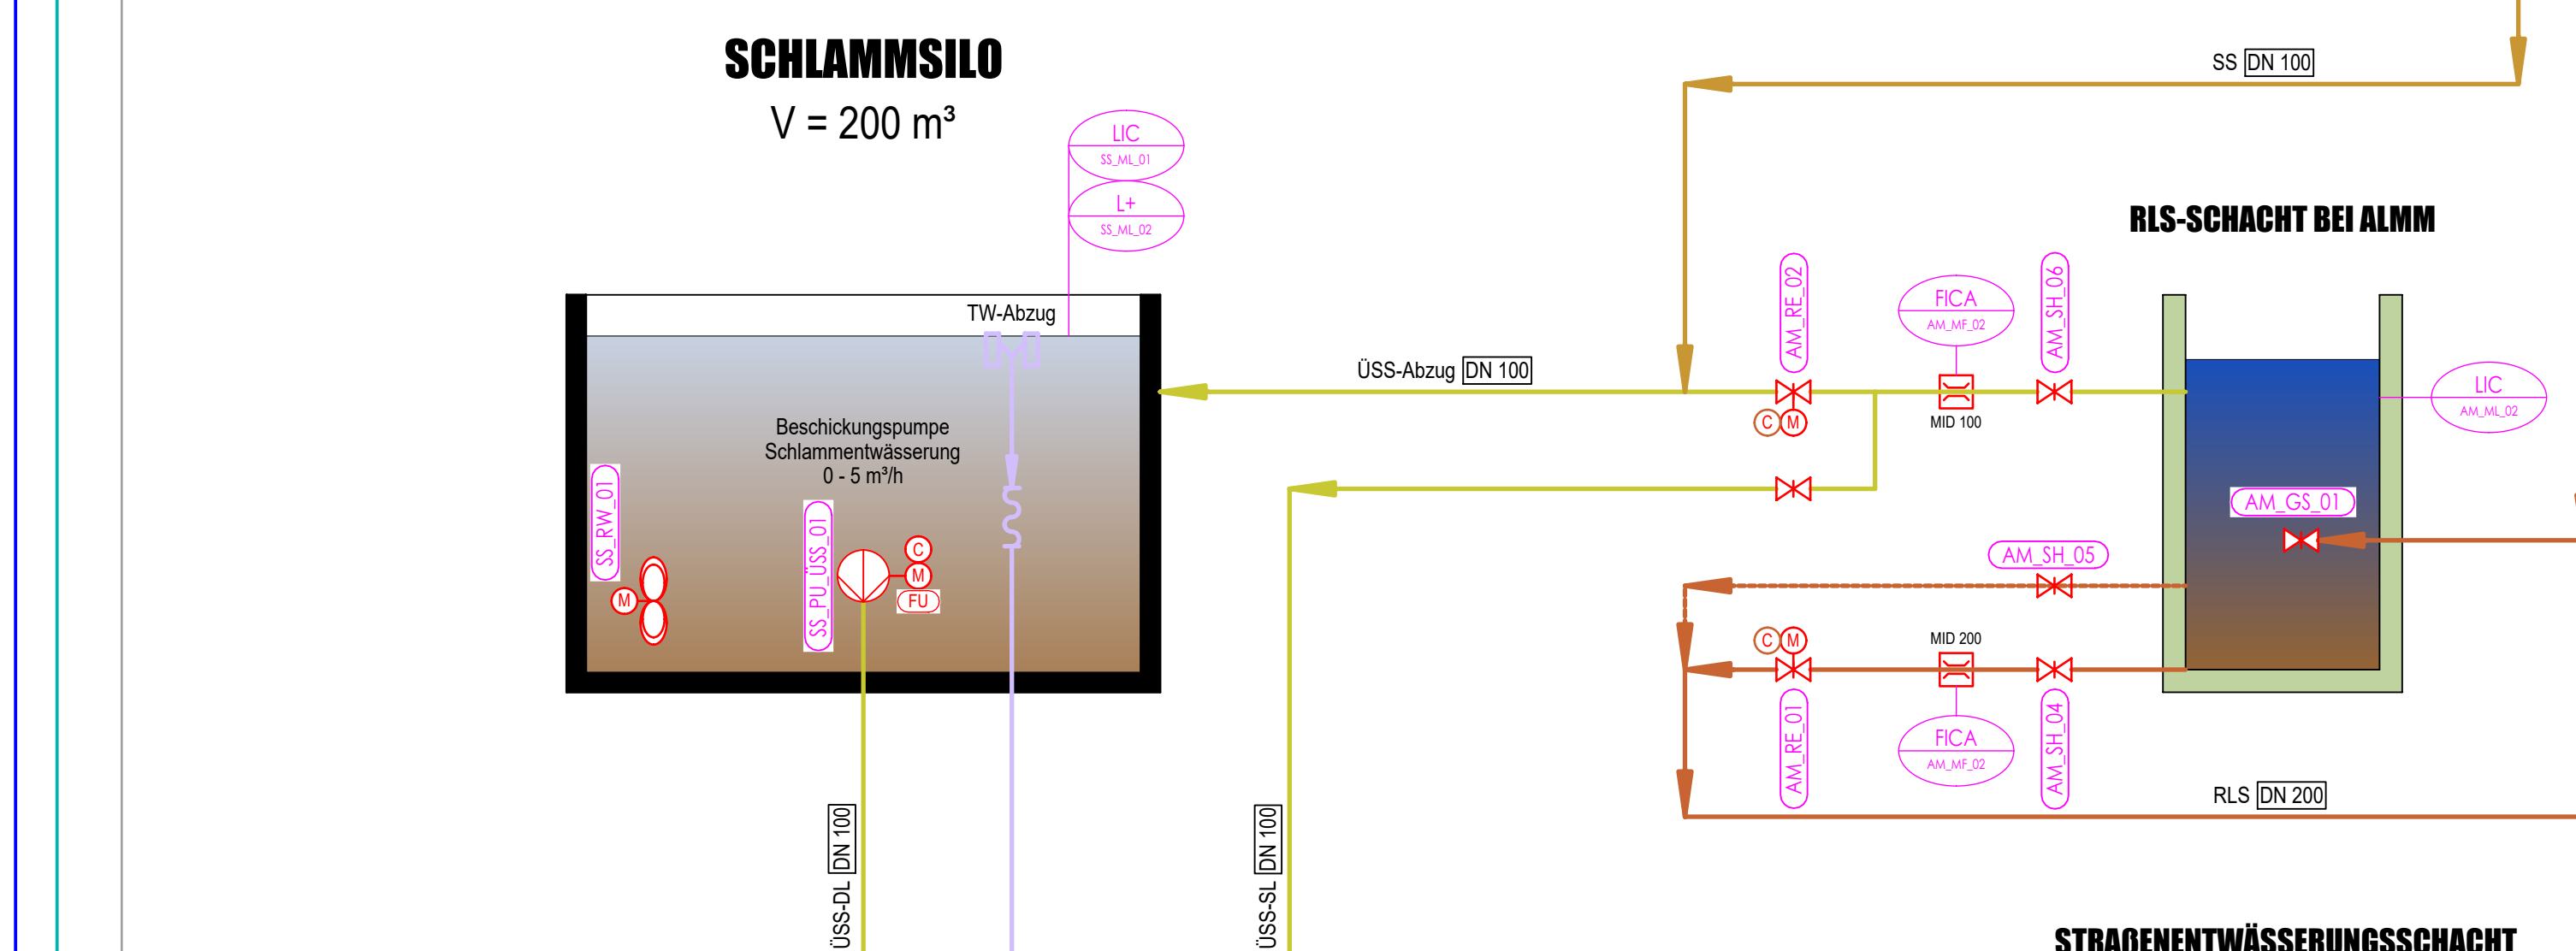 SCHLAMMSILO
V = 200 m³
LIC
SS_ML_01
L+
SS_ML_02
TW-Abzug
Beschickungspumpe
Schlammentwässerung
0 - 5 m³/h
SS_RW_01
M
SS_PU_ÜSS_01
C
M
FU
ÜSS-DL DN 100
ÜSS-SL DN 100
SS DN 100
ÜSS-Abzug DN 100
RLS-SCHACHT BEI ALMM
AM_RE_02
C M
FICA
AM_MF_02
MID 100
AM_SH_06
LIC
AM_ML_02
AM_GS_01
AM_SH_05
C M
AM_RE_01
MID 200
FICA
AM_MF_02
AM_SH_04
RLS DN 200
STRAßENENTWÄSSERUNGSSCHACHT